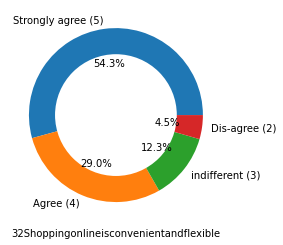 Strongly agree (5)
54.3%
4.5%
Dis-agree (2)
12.3%
29.0%
indifferent (3)
Agree (4)
32Shoppingonlineisconvenientandflexible